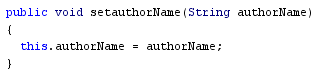 public void setauthorName(String authorName)
{
  this.authorName = authorName;
}